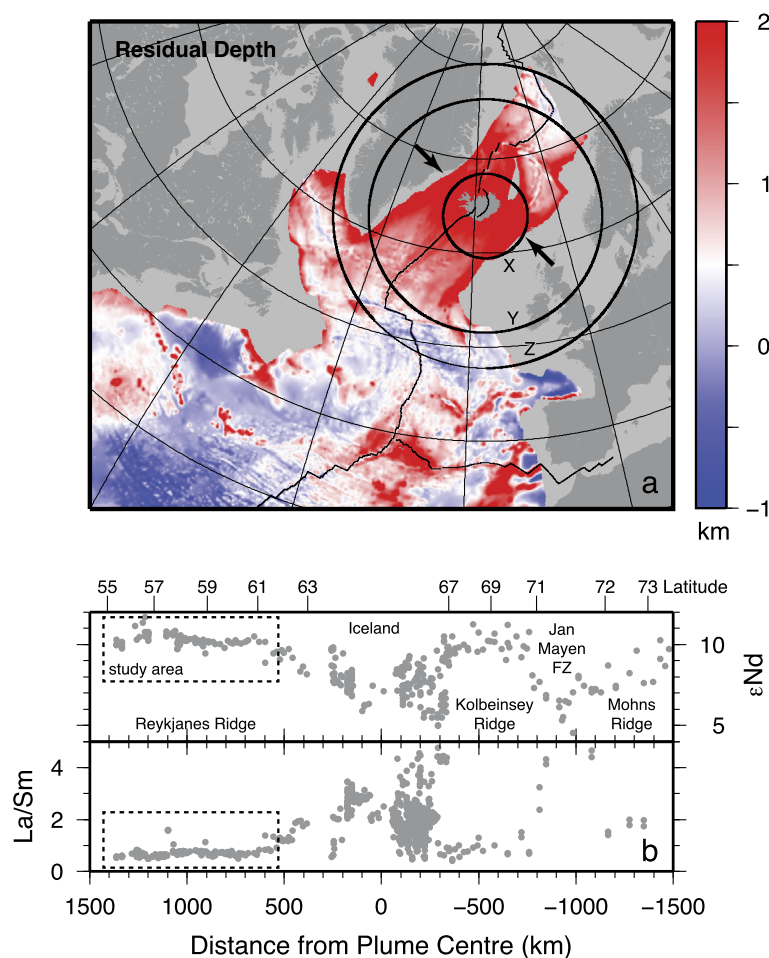 Residual Depth
X
Y
Z
a
2
1
0
−1
km
55 57 59 61 63 67 69 71 72 73 Latitude
Iceland
Jan
Mayen
FZ
study area
Reykjanes Ridge
Kolbeinsey
Ridge
Mohns
Ridge
10
5
εNd
La/Sm
4
2
0
b
1500 1000 500 0 −500 −1000 −1500
Distance from Plume Centre (km)